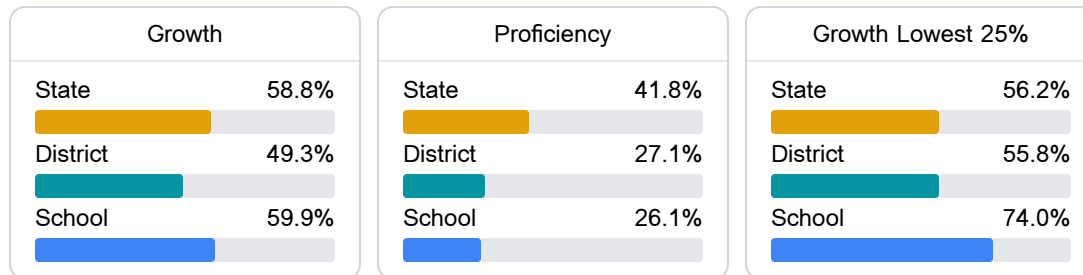 Growth
State 58.8%
District 49.3%
School 59.9%
Proficiency
State 41.8%
District 27.1%
School 26.1%
Growth Lowest 25%
State 56.2%
District 55.8%
School 74.0%